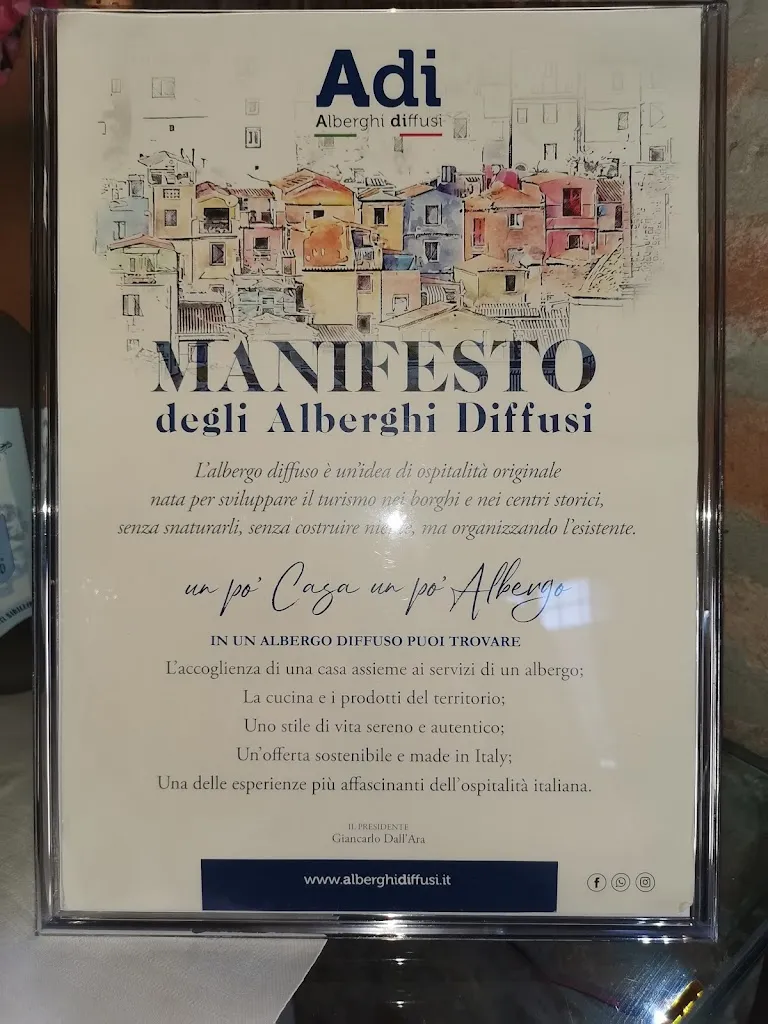 Adi
Alberghi diffusi
MANIFESTO
degli Alberghi Diffusi
L'albergo diffuso è un'idea di ospitalità originale
nata per sviluppare il turismo nei borghi e nei centri storici,
senza snaturarli, senza costruire niente, ma organizzando l'esistente.
un po' Casa un po' Albergo
IN UN ALBERGO DIFFUSO PUOI TROVARE
L'accoglienza di una casa assieme ai servizi di un albergo;
La cucina e i prodotti del territorio;
Uno stile di vita sereno e autentico;
Un'offerta sostenibile e made in Italy;
Una delle esperienze più affascinanti dell'ospitalità italiana.
IL PRESIDENTE
Giancarlo Dall'Ara
www.alberghidiffusi.it